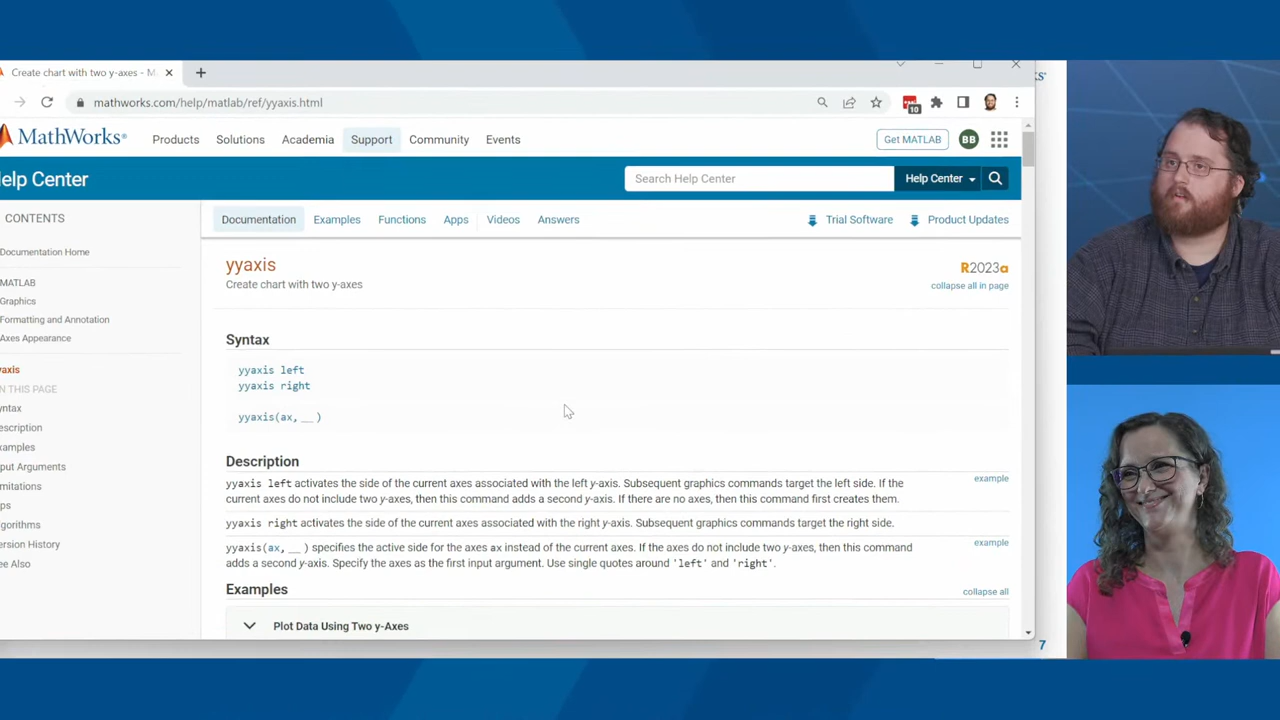 Create chart with two y-axes - M
mathworks.com/help/matlab/ref/yyaxis.html
10
MathWorks®
Products
Solutions
Academia
Support
Community
Events
Get MATLAB
BB
elp Center
Search Help Center
Help Center
CONTENTS
Documentation
Examples
Functions
Apps
Videos
Answers
Trial Software
Product Updates
Documentation Home
MATLAB
Graphics
Formatting and Annotation
Axes Appearance
yaxis
N THIS PAGE
yntax
escription
xamples
put Arguments
imitations
ps
lgorithms
ersion History
ee Also
yyaxis
Create chart with two y-axes
R2023a
collapse all in page
Syntax
yyaxis left
yyaxis right
yyaxis(ax,__)
Description
yyaxis left activates the side of the current axes associated with the left y-axis. Subsequent graphics commands target the left side. If the
current axes do not include two y-axes, then this command adds a second y-axis. If there are no axes, then this command first creates them.
example
yyaxis right activates the side of the current axes associated with the right y-axis. Subsequent graphics commands target the right side.
yyaxis(ax,__) specifies the active side for the axes ax instead of the current axes. If the axes do not include two y-axes, then this command
adds a second y-axis. Specify the axes as the first input argument. Use single quotes around 'left' and 'right'.
example
Examples
collapse all
Plot Data Using Two y-Axes
7